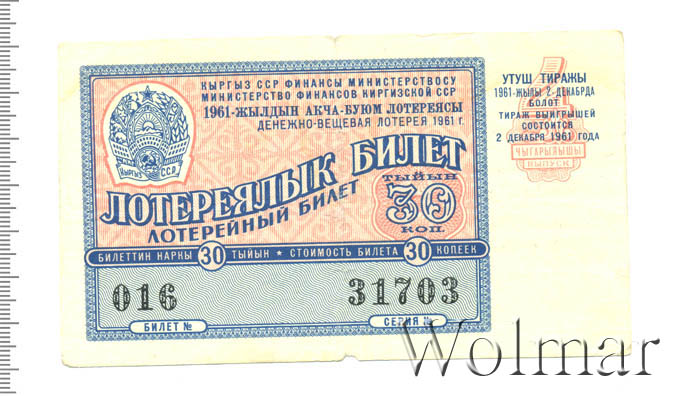 КЫРГЫЗ ССР ФИНАНСЫ МИНИСТЕРСТВОСУ
МИНИСТЕРСТВО ФИНАНСОВ КИРГИЗСКОЙ ССР
1961-ЖЫЛДЫН АКЧА-БУЮМ ЛОТЕРЕЯСЫ
ДЕНЕЖНО-ВЕЩЕВАЯ ЛОТЕРЕЯ 1961 г.
КЫРГЫЗ ССР
ЛОТЕРЕЯЛЫК БИЛЕТ
ЛОТЕРЕЙНЫЙ БИЛЕТ
ТЫЙЫН
30
КОП.
БИЛЕТТИН НАРКЫ 30 ТЫЙЫН ★ СТОИМОСТЬ БИЛЕТА 30 КОПЕЕК
016 31703
БИЛЕТ № СЕРИЯ №
УТУШ ТИРАЖЫ
1961-ЖЫЛЫ 2-ДЕКАБРДА
БОЛОТ
ТИРАЖ ВЫИГРЫШЕЙ
СОСТОИТСЯ
2 ДЕКАБРЯ 1961 ГОДА
4
ЧЫГАРЫЛЫШЫ
ВЫПУСК
Wolmar